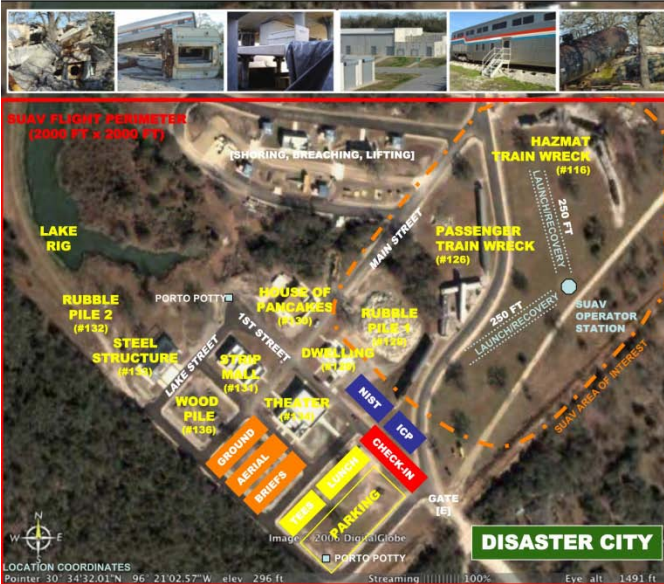 SUAV FLIGHT PERIMETER
(2000 FT x 2000 FT)
[SHORING, BREACHING, LIFTING]
HAZMAT
TRAIN WRECK
(#116)
MAIN STREET
250 FT
LAUNCH/RECOVERY
LAKE
RIG
PASSENGER
TRAIN WRECK
(#126)
250 FT
LAUNCH/RECOVERY
SUAV
OPERATOR
STATION
RUBBLE
PILE 2
(#132)
PORTO POTTY
HOUSE OF
PANCAKES
RUBBLE
PILE
1ST STREET
STEEL
STRUCTURE
LAKE STREET
STRIP
MALL
(#131)
DWELLING
WOOD
PILE
(#136)
THEATER
NIST
ICP
CHECK-IN
SUAV AREA OF INTEREST
GROUND
AERIAL
BRIEFS
LUNCH
TEES
PARKING
GATE
[E]
N
W E
S
Image © 2006 DigitalGlobe
PORTO POTTY
DISASTER CITY
LOCATION COORDINATES
Pointer 30° 34'32.01"N 96° 21'02.57"W elev 296 ft Streaming 100% Eye alt 1491 ft